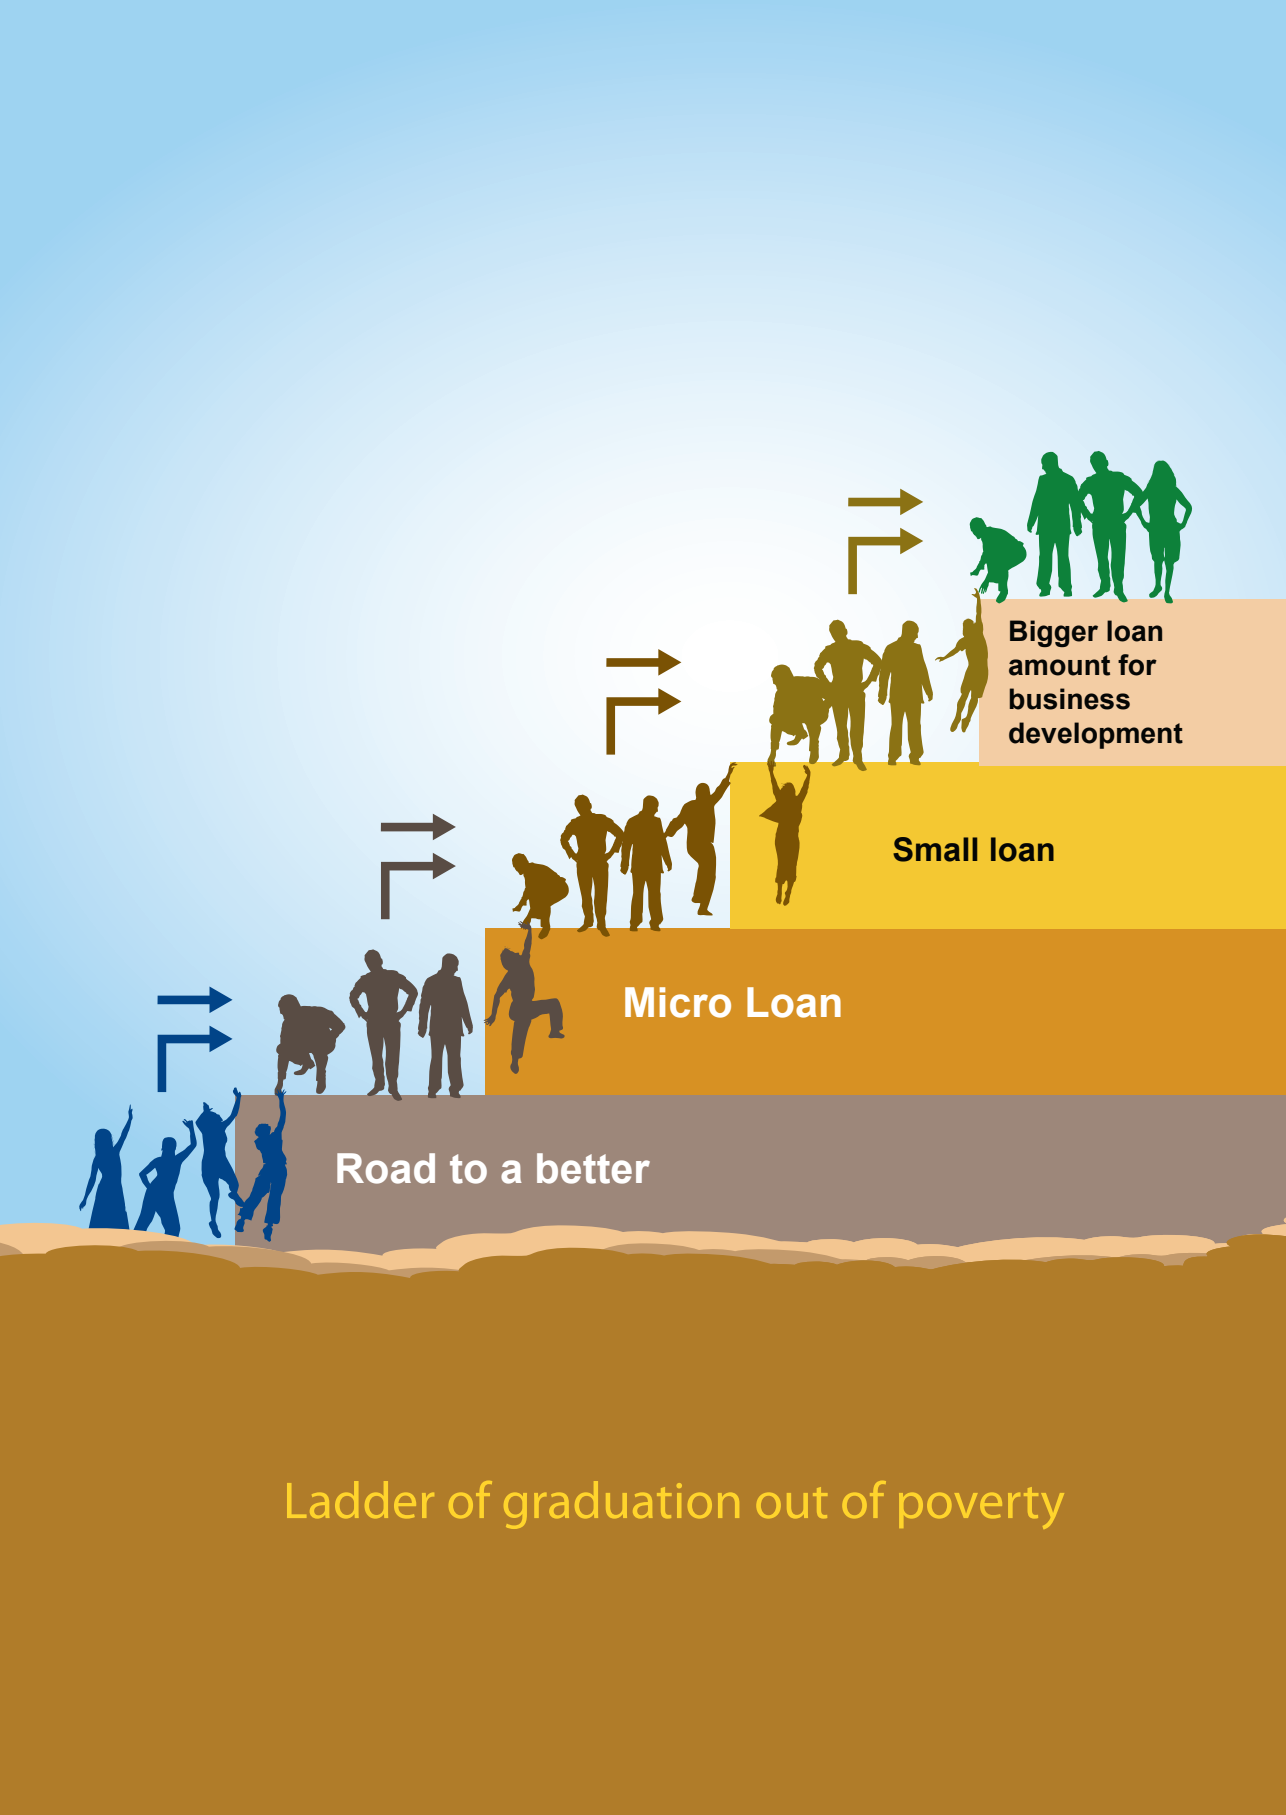 Bigger loan
amount for
business
development
Small loan
Micro Loan
Road to a better
Ladder of graduation out of poverty